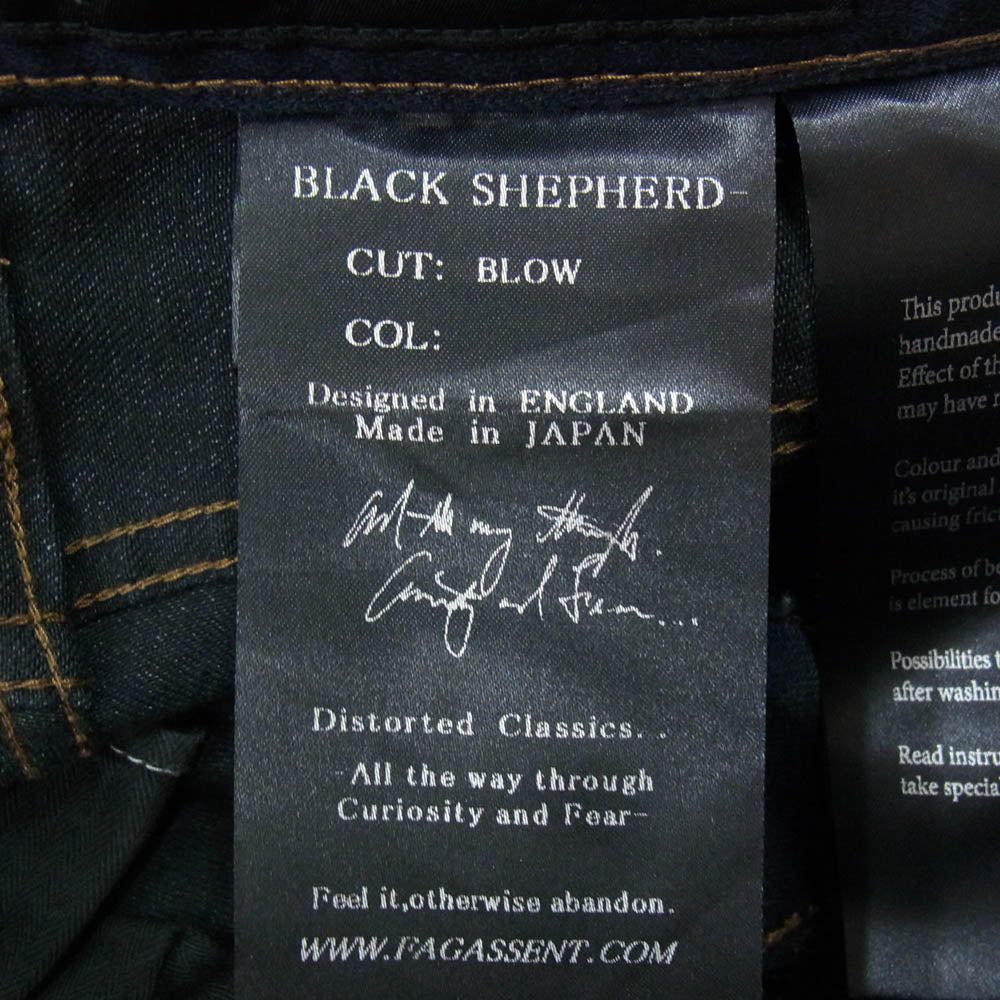 BLACK SHEPHERD-
CUT: BLOW
COL:
Designed in ENGLAND
Made in JAPAN
Distorted Classics..
-All the way through
Curiosity and Fear-
Feel it,otherwise abandon.
WWW.FAGASSENT.COM
This produ
handmade
Effect of th
may have
Colour and
it's original
causing fric
Process of be
is element fo
Possibilities t
after washin
Read instru
take specia